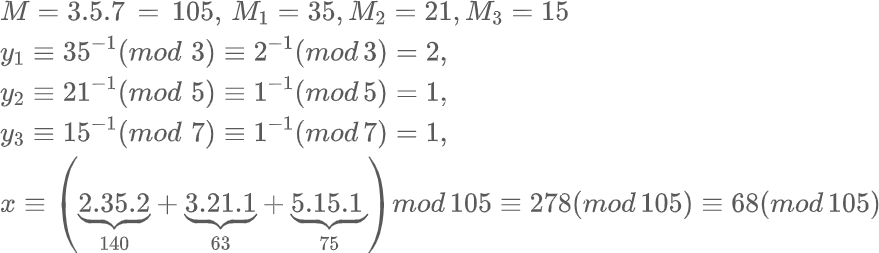 M = 3.5.7 = 105, M₁ = 35, M₂ = 21, M₃ = 15
y₁ ≡ 35⁻¹(mod 3) ≡ 2⁻¹(mod 3) = 2,
y₂ ≡ 21⁻¹(mod 5) ≡ 1⁻¹(mod 5) = 1,
y₃ ≡ 15⁻¹(mod 7) ≡ 1⁻¹(mod 7) = 1,
x ≡ (2.35.2 + 3.21.1 + 5.15.1) mod 105 ≡ 278(mod 105) ≡ 68(mod 105)
140 63 75